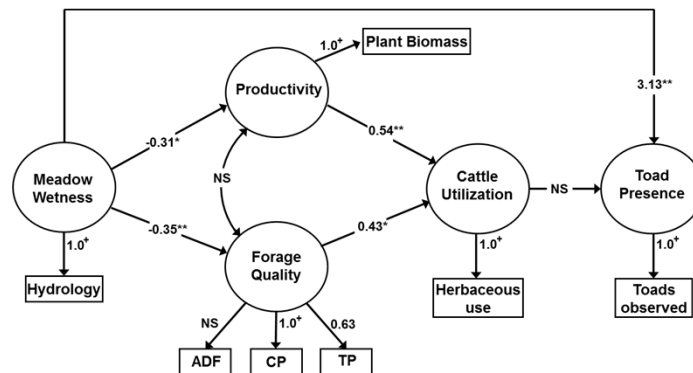 1.0+
Plant Biomass
Productivity
3.13**
-0.31*
0.54**
Meadow
Wetness
NS
Cattle
Utilization
NS
Toad
Presence
-0.35**
0.43*
1.0+
Forage
Quality
1.0+
1.0+
Hydrology
Herbaceous
use
Toads
observed
NS
1.0+
0.63
ADF
CP
TP